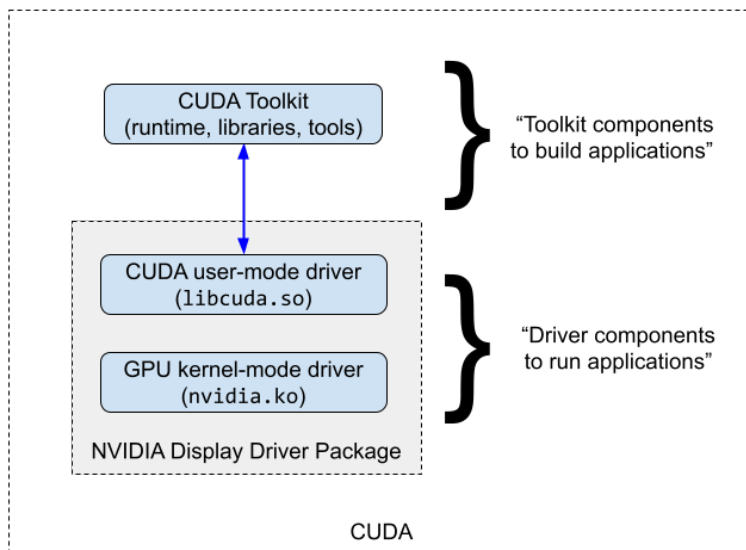 CUDA Toolkit
(runtime, libraries, tools)
“Toolkit components
to build applications”
CUDA user-mode driver
(libcuda.so)
GPU kernel-mode driver
(nvidia.ko)
NVIDIA Display Driver Package
“Driver components
to run applications”
CUDA